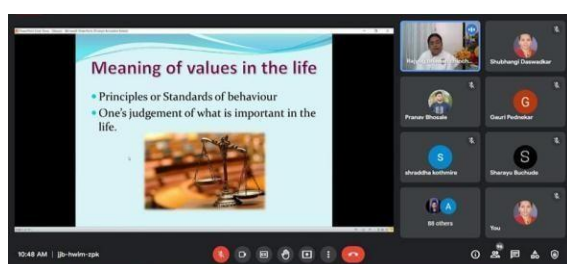 Meaning of values in the life
Principles or Standards of behaviour
One's judgement of what is important in the
life.
Shubhangi Daswadkar
Pranav Bhosale
G
Gauri Pednekar
S
shraddha kothmire
S
Sharayu Buchude
A
86 others
You
10:48 AM | jjb-hwlm-zpk